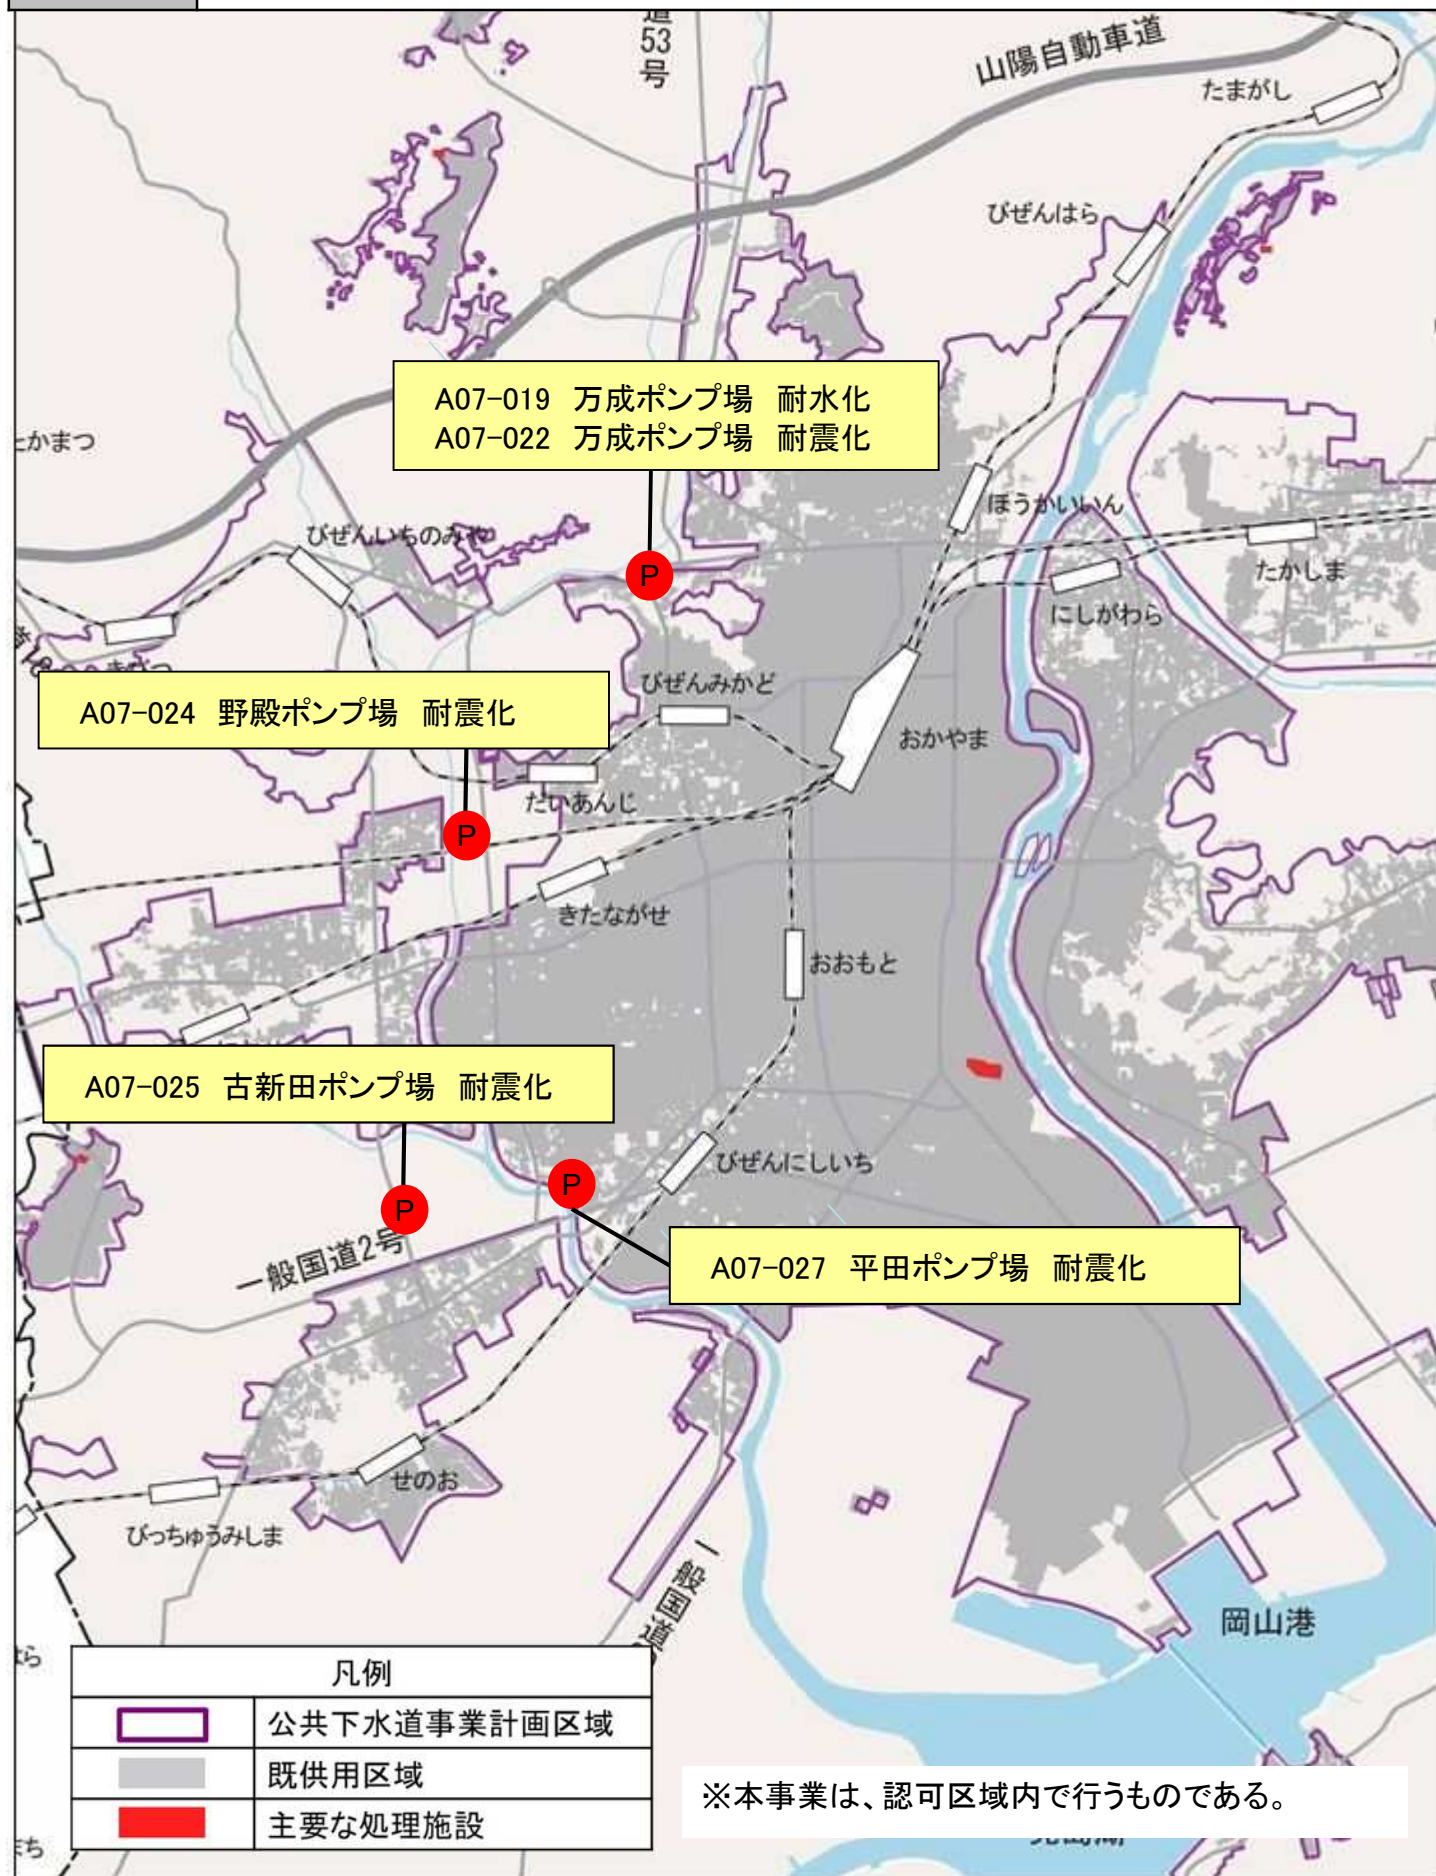 道53号
山陽自動車道
たまがし
びぜんはら
A07-019 万成ポンプ場 耐水化
A07-022 万成ポンプ場 耐震化
たかまつ
ほうかいいん
びぜんいちのみや
たかしま
にしがわら
びぜんみかど
A07-024 野殿ポンプ場 耐震化
おかやま
だいあんじ
きたながせ
おおもと
A07-025 古新田ポンプ場 耐震化
びぜんにしいち
一般国道2号
A07-027 平田ポンプ場 耐震化
せのお
びっちゅうみしま
一般国道
岡山港
凡例
公共下水道事業計画区域
既供用区域
主要な処理施設
※本事業は、認可区域内で行うものである。
P
P
P
P